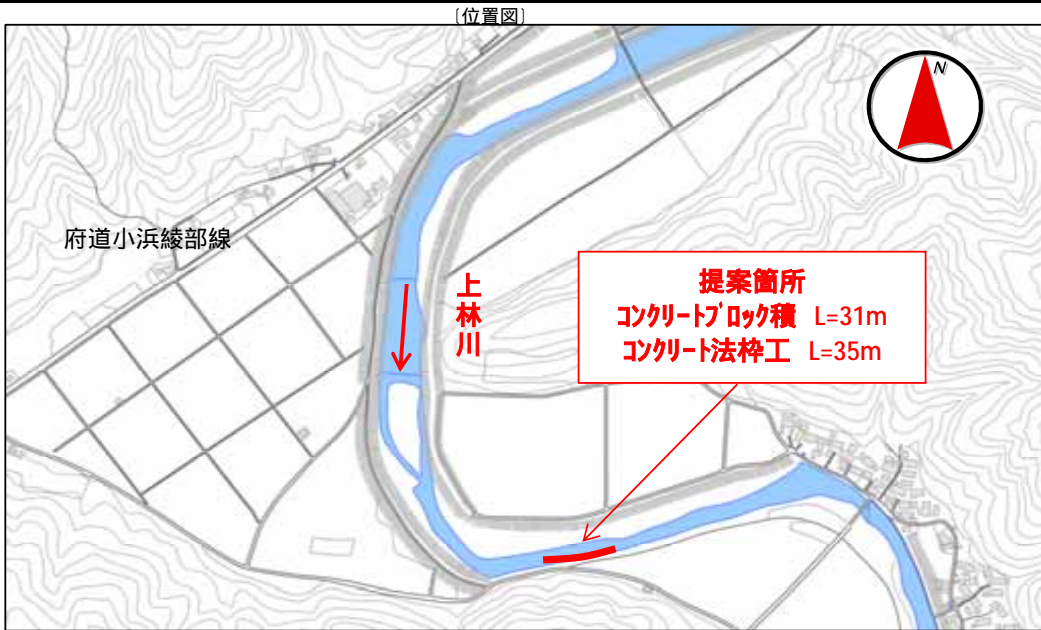 [位置図]
N
府道小浜綾部線
上林川
提案箇所
コンクリートブロック積 L=31m
コンクリート法枠工 L=35m